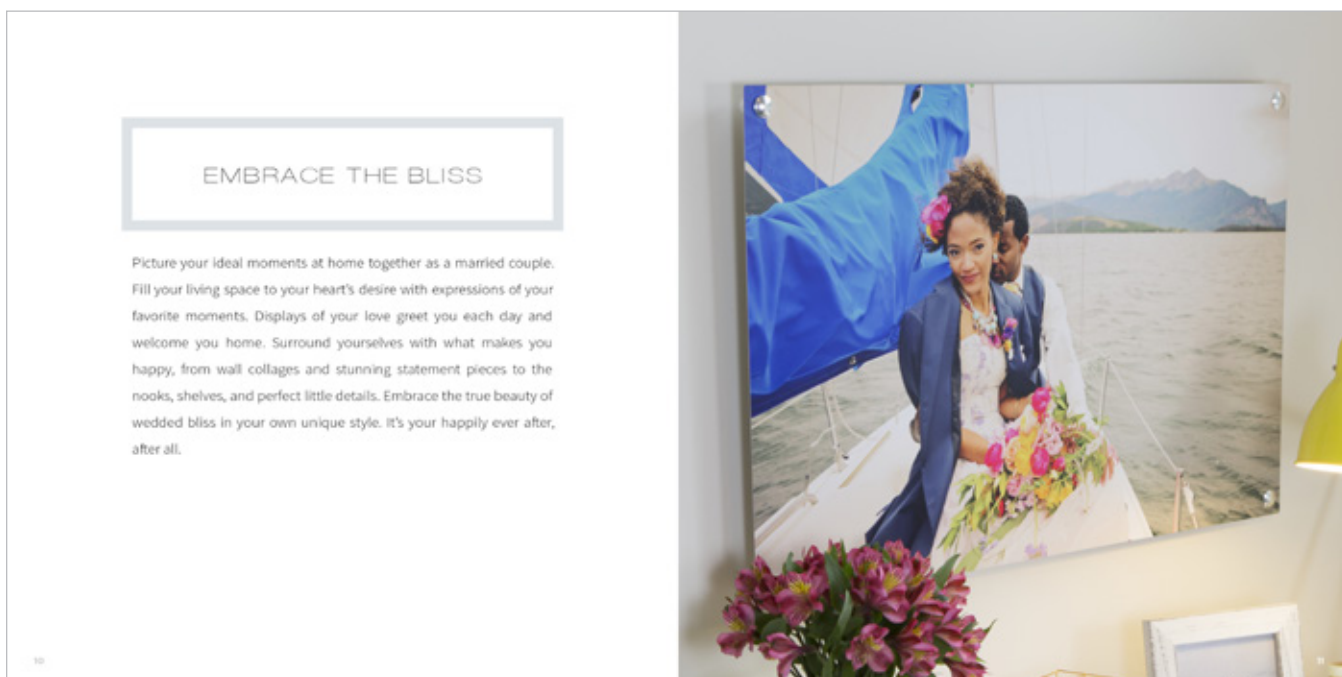 EMBRACE THE BLISS
Picture your ideal moments at home together as a married couple.
Fill your living space to your heart's desire with expressions of your
favorite moments. Displays of your love greet you each day and
welcome you home. Surround yourselves with what makes you
happy, from wall collages and stunning statement pieces to the
nooks, shelves, and perfect little details. Embrace the true beauty of
wedded bliss in your own unique style. It's your happily ever after,
after all.
10
11